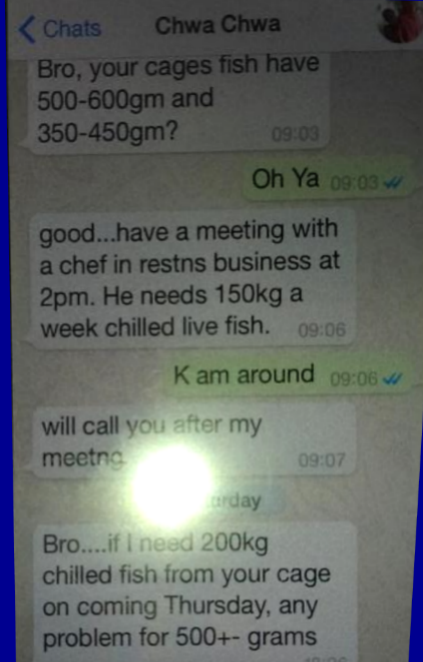 Chats
Chwa Chwa
Bro, your cages fish have
500-600gm and
350-450gm?
09:03
Oh Ya 09:03
good...have a meeting with
a chef in restns business at
2pm. He needs 150kg a
week chilled live fish. 09:06
K am around 09:06
will call you after my
meetng. 09:07
Bro....if I need 200kg
chilled fish from your cage
on coming Thursday, any
problem for 500+- grams